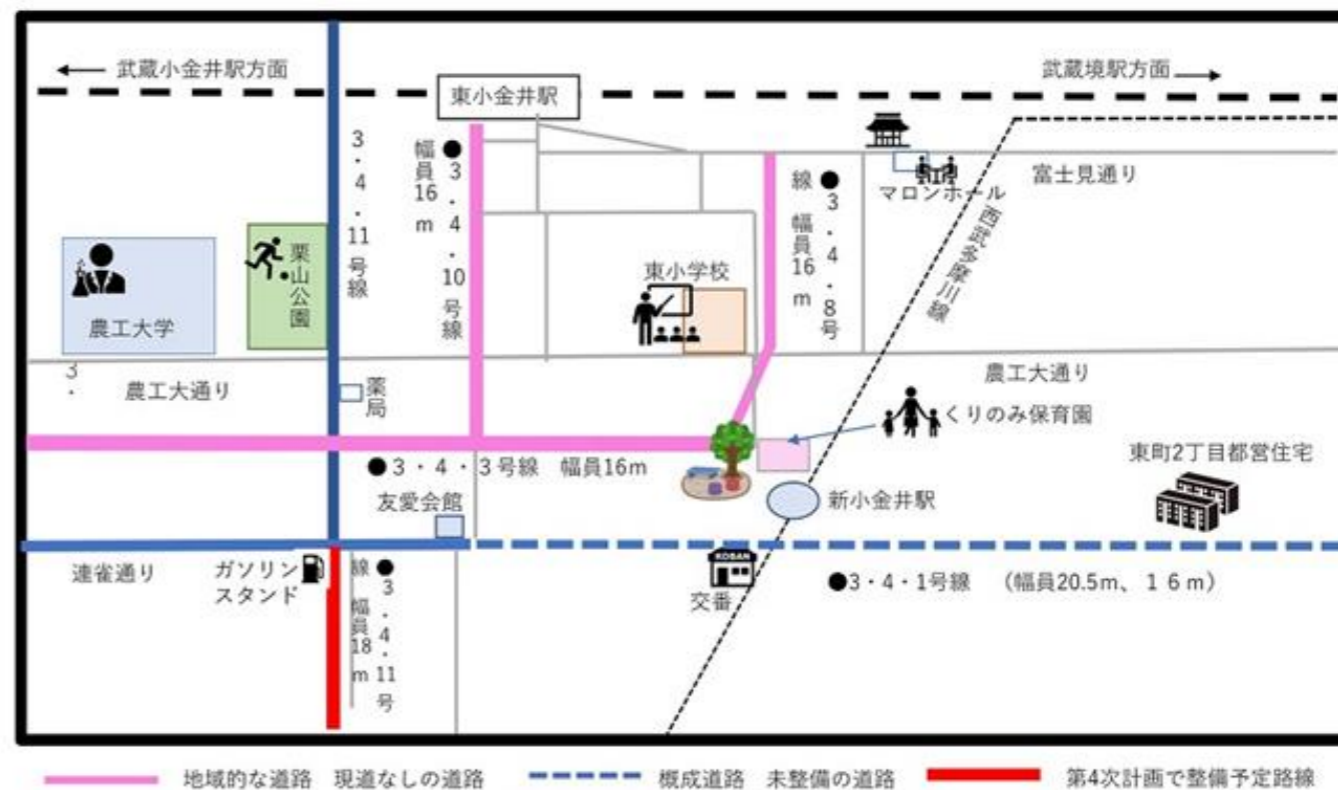 武蔵小金井駅方面
武蔵境駅方面
東小金井駅
3・4・11号線
●3・4・10号線
幅員16m
●3・4・8号
線 幅員16m
マロンホール
富士見通り
西武多摩川線
農工大学
栗山公園
東小学校
3・
農工大通り
薬局
農工大通り
くりのみ保育園
●3・4・3号線 幅員16m
東町2丁目都営住宅
友愛会館
新小金井駅
連雀通り
ガソリン
スタンド
●3・4・11号
線 幅員18m
KOBAN
交番
●3・4・1号線 (幅員20.5m、16m)
地域的な道路 現道なしの道路
概成道路 未整備の道路
第4次計画で整備予定路線